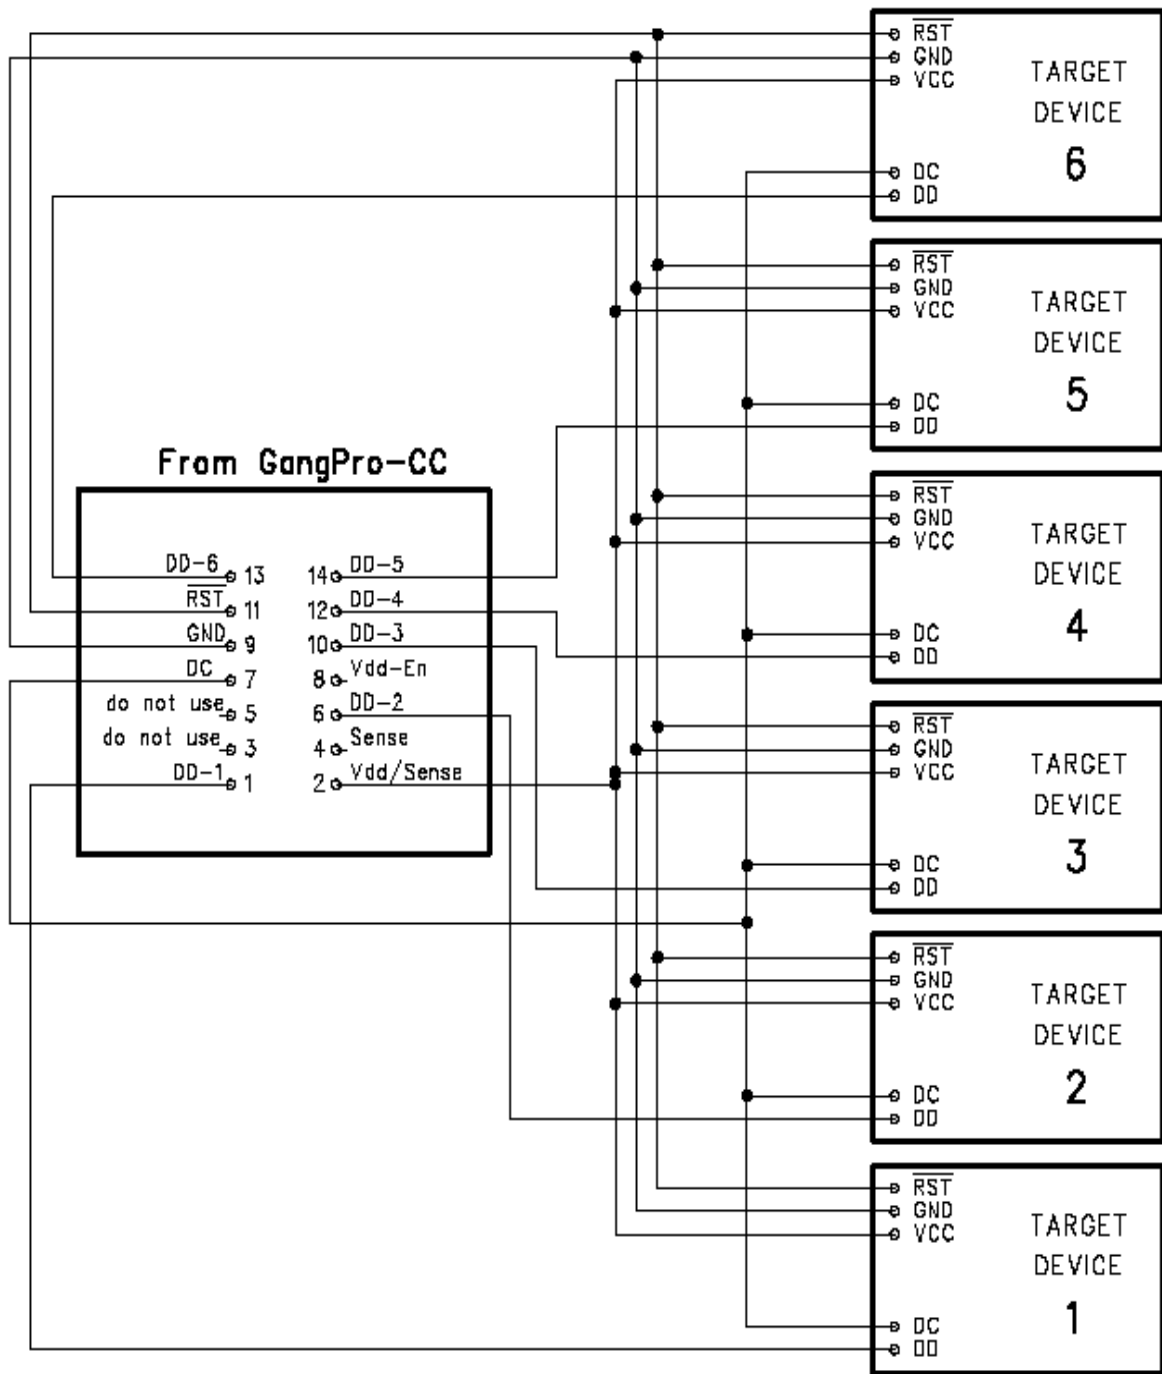 RST
GND
VCC
TARGET
DEVICE
6
DC
DD
RST
GND
VCC
TARGET
DEVICE
5
DC
DD
From GangPro-CC
DD-6 13 14 DD-5
RST 11 12 DD-4
GND 9 10 DD-3
DC 7 8 Vdd-En
do not use 5 6 DD-2
do not use 3 4 Sense
DD-1 1 2 Vdd/Sense
RST
GND
VCC
TARGET
DEVICE
4
DC
DD
RST
GND
VCC
TARGET
DEVICE
3
DC
DD
RST
GND
VCC
TARGET
DEVICE
2
DC
DD
RST
GND
VCC
TARGET
DEVICE
1
DC
DD